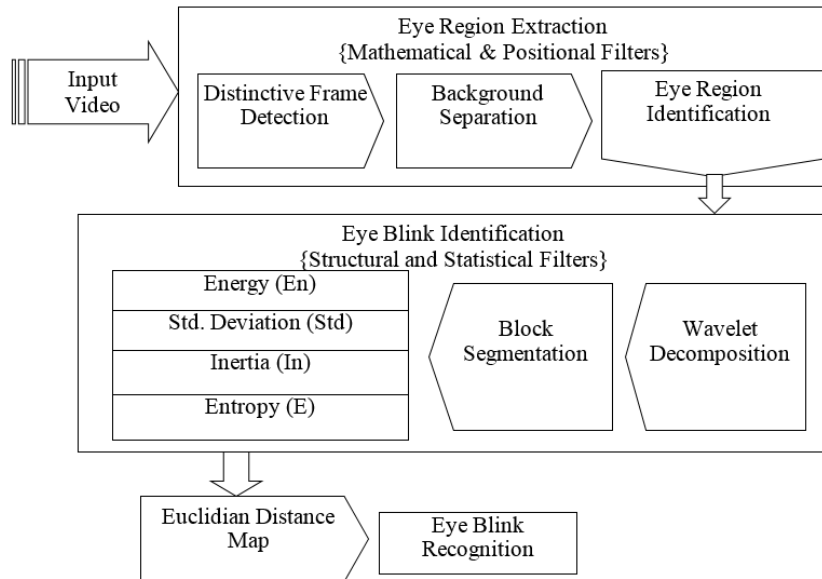 Eye Region Extraction
{Mathematical & Positional Filters}
Input
Video
Distinctive Frame
Detection
Background
Separation
Eye Region
Identification
Eye Blink Identification
{Structural and Statistical Filters}
Energy (En)
Std. Deviation (Std)
Inertia (In)
Entropy (E)
Block
Segmentation
Wavelet
Decomposition
Euclidian Distance
Map
Eye Blink
Recognition